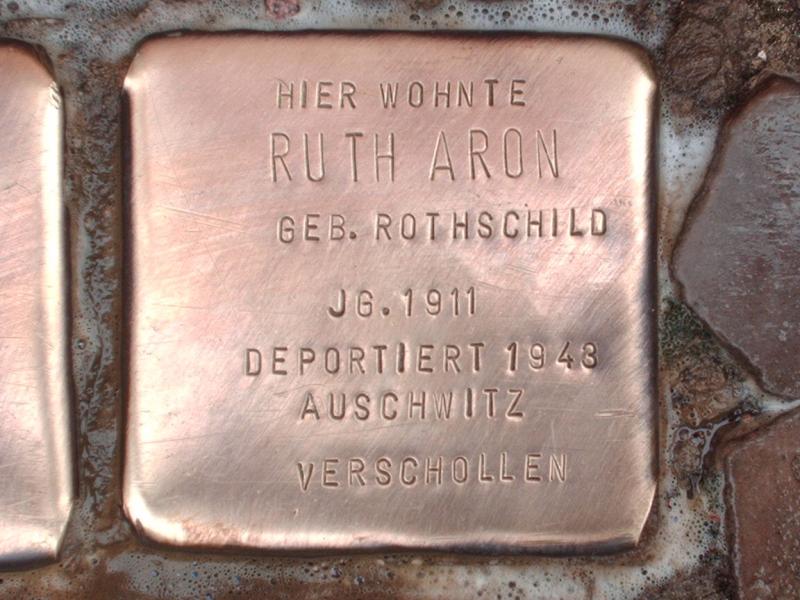 HIER WOHNTE
RUTH ARON
GEB. ROTHSCHILD
JG. 1911
DEPORTIERT 1943
AUSCHWITZ
VERSCHOLLEN